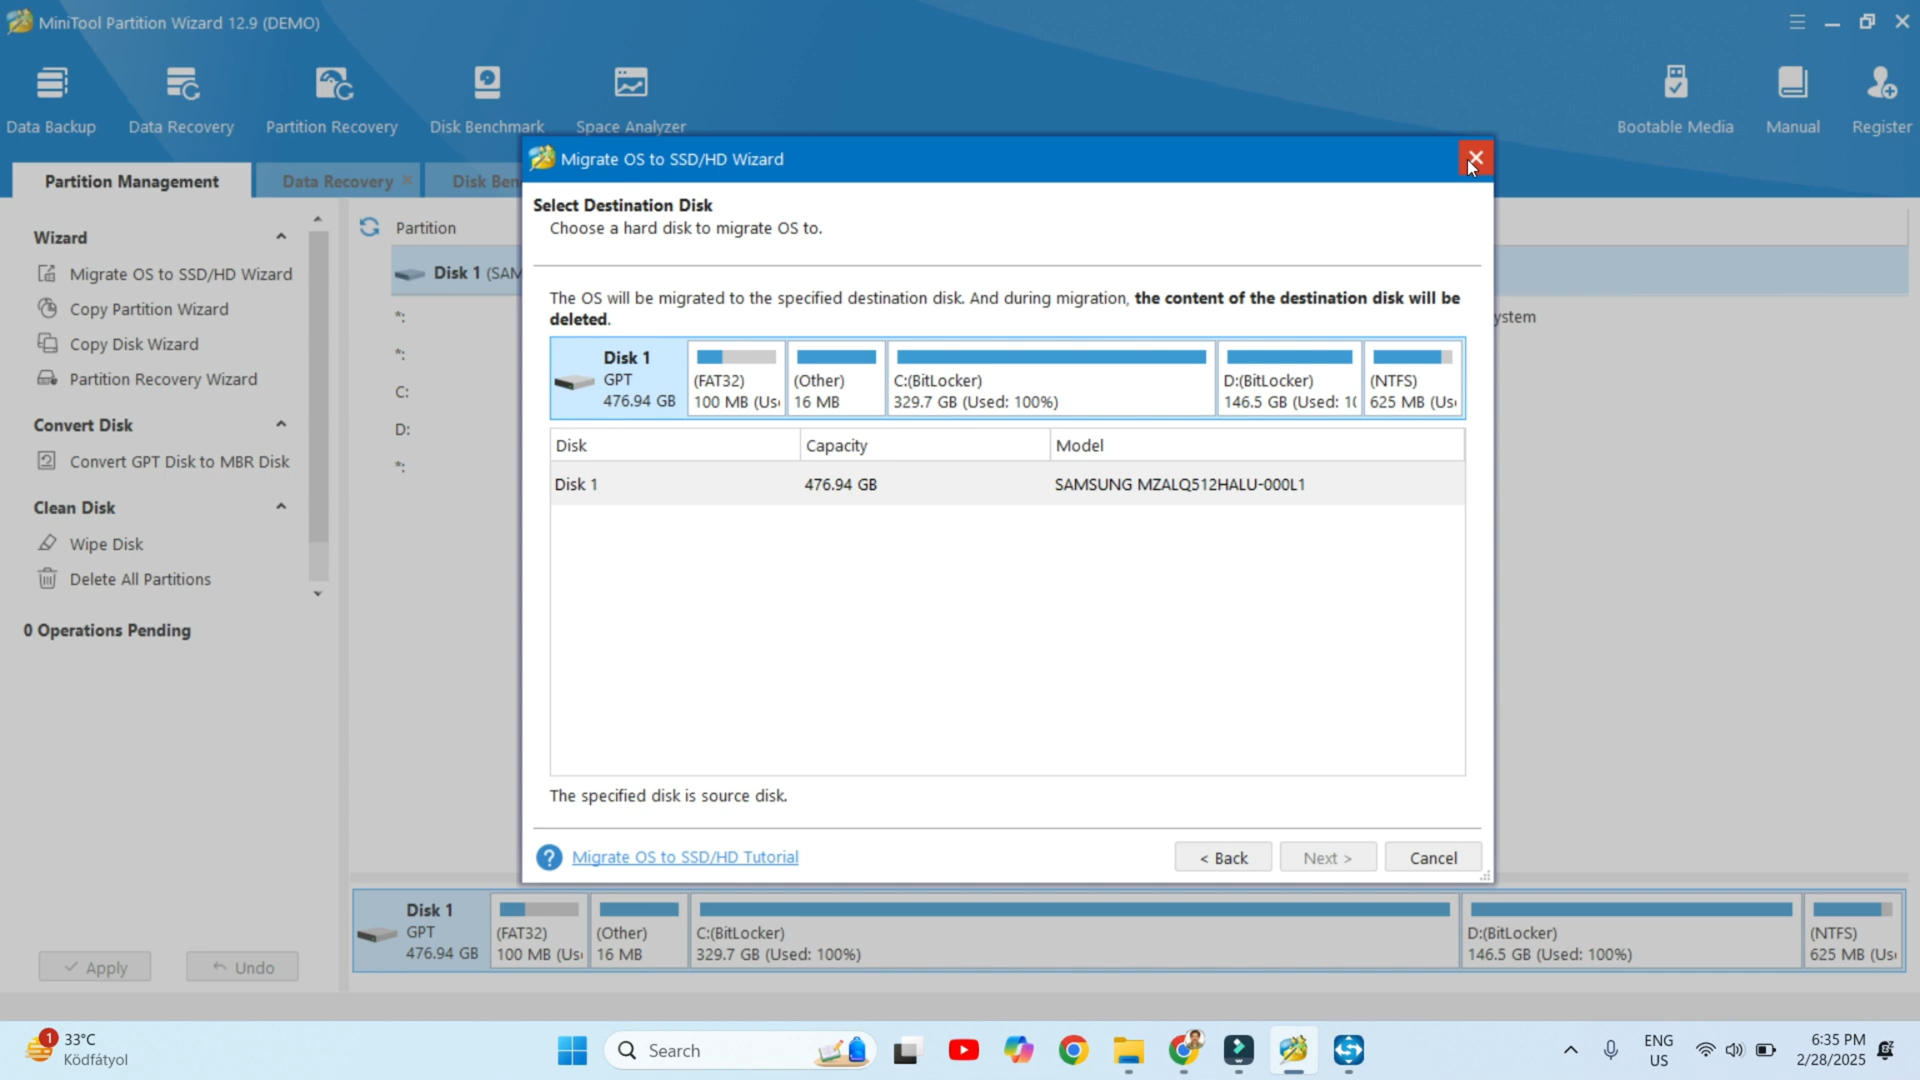 MiniTool Partition Wizard 12.9 (DEMO)
Data Backup
Data Recovery
Partition Recovery
Disk Benchmark
Space Analyzer
Bootable Media
Manual
Register
Partition Management
Data Recovery
Disk Ben
Wizard
Migrate OS to SSD/HD Wizard
Copy Partition Wizard
Copy Disk Wizard
Partition Recovery Wizard
Convert Disk
Convert GPT Disk to MBR Disk
Clean Disk
Wipe Disk
Delete All Partitions
0 Operations Pending
Apply
Undo
Partition
Disk 1 (SAM
*:
*:
C:
D:
*:
ystem
Migrate OS to SSD/HD Wizard
Select Destination Disk
Choose a hard disk to migrate OS to.
The OS will be migrated to the specified destination disk. And during migration, the content of the destination disk will be
deleted.
Disk 1
GPT
476.94 GB
(FAT32)
100 MB (Us
(Other)
16 MB
C:(BitLocker)
329.7 GB (Used: 100%)
D:(BitLocker)
146.5 GB (Used: 1(
(NTFS)
625 MB (Us
Disk Capacity Model
Disk 1 476.94 GB SAMSUNG MZALQ512HALU-000L1
The specified disk is source disk.
? Migrate OS to SSD/HD Tutorial
< Back
Next >
Cancel
Disk 1
GPT
476.94 GB
(FAT32)
100 MB (Us
(Other)
16 MB
C:(BitLocker)
329.7 GB (Used: 100%)
D:(BitLocker)
146.5 GB (Used: 100%)
(NTFS)
625 MB (Us
1
33°C
Ködfátyol
Search
ENG
US
6:35 PM
2/28/2025